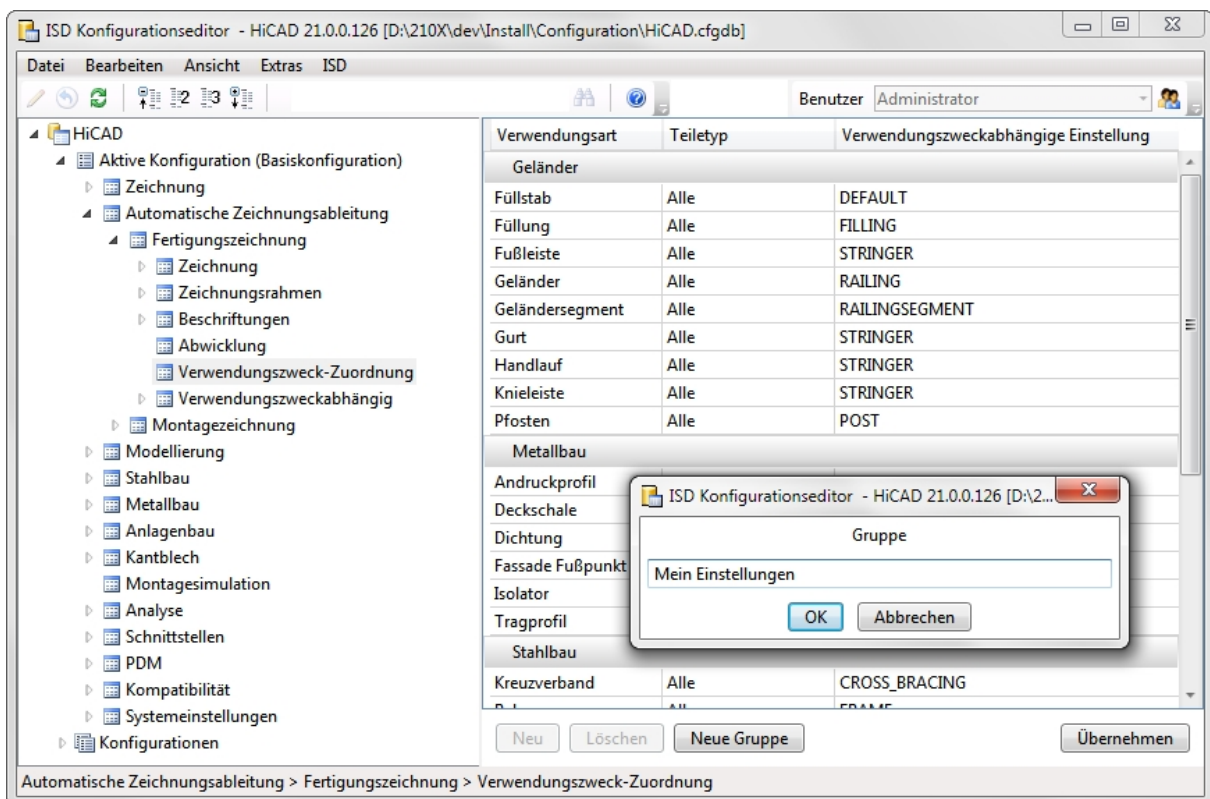 ISD Konfigurationseditor - HiCAD 21.0.0.126 [D:\210X\dev\Install\Configuration\HiCAD.cfgdb]
Datei Bearbeiten Ansicht Extras ISD
2 3 Benutzer Administrator
HiCAD
Aktive Konfiguration (Basiskonfiguration)
Zeichnung
Automatische Zeichnungsableitung
Fertigungszeichnung
Zeichnung
Zeichnungsrahmen
Beschriftungen
Abwicklung
Verwendungszweck-Zuordnung
Verwendungszweckabhängig
Montagezeichnung
Modellierung
Stahlbau
Metallbau
Anlagenbau
Kantblech
Montagesimulation
Analyse
Schnittstellen
PDM
Kompatibilität
Systemeinstellungen
Konfigurationen
Verwendungsart Teiletyp Verwendungszweckabhängige Einstellung
Geländer
Füllstab Alle DEFAULT
Füllung Alle FILLING
Fußleiste Alle STRINGER
Geländer Alle RAILING
Geländersegment Alle RAILINGSEGMENT
Gurt Alle STRINGER
Handlauf Alle STRINGER
Knieleiste Alle STRINGER
Pfosten Alle POST
Metallbau
Andruckprofil
Deckschale
Dichtung
Fassade Fußpunkt
Isolator
Tragprofil
Stahlbau
Kreuzverband Alle CROSS_BRACING
ISD Konfigurationseditor - HiCAD 21.0.0.126 [D:\2...
Gruppe
Mein Einstellungen
OK Abbrechen
Neu Löschen Neue Gruppe Übernehmen
Automatische Zeichnungsableitung > Fertigungszeichnung > Verwendungszweck-Zuordnung